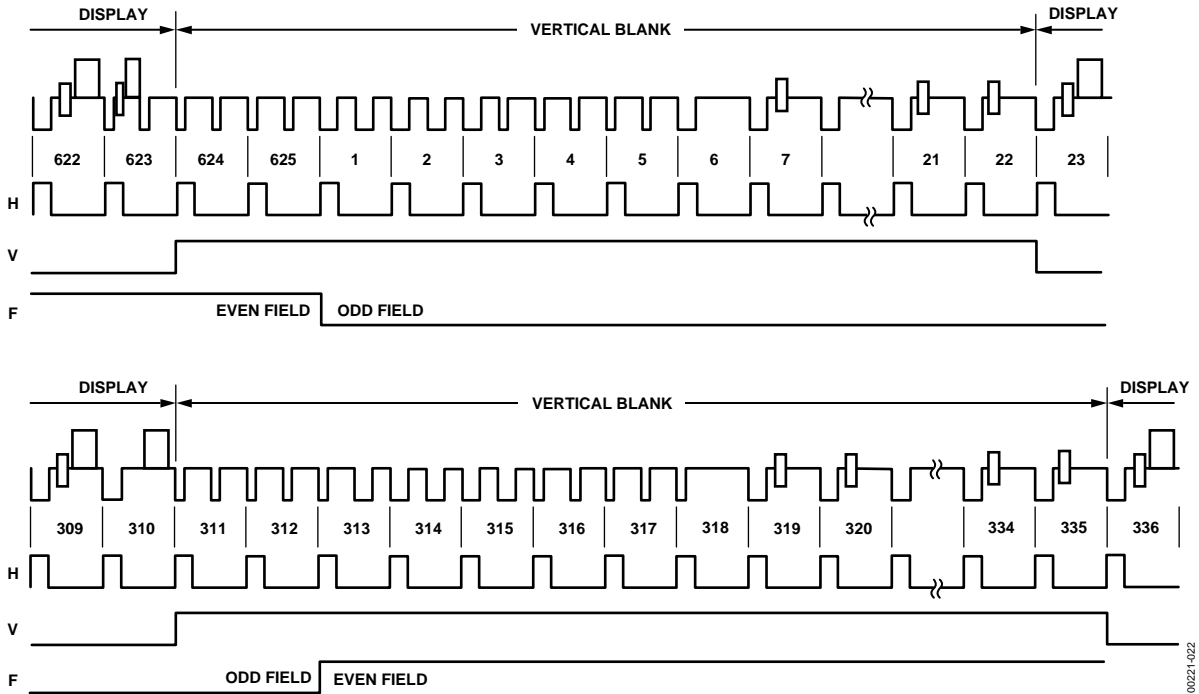 DISPLAY VERTICAL BLANK DISPLAY
622 623 624 625 1 2 3 4 5 6 7 21 22 23
H
V
F EVEN FIELD ODD FIELD
DISPLAY VERTICAL BLANK DISPLAY
309 310 311 312 313 314 315 316 317 318 319 320 334 335 336
H
V
F ODD FIELD EVEN FIELD
00221-022